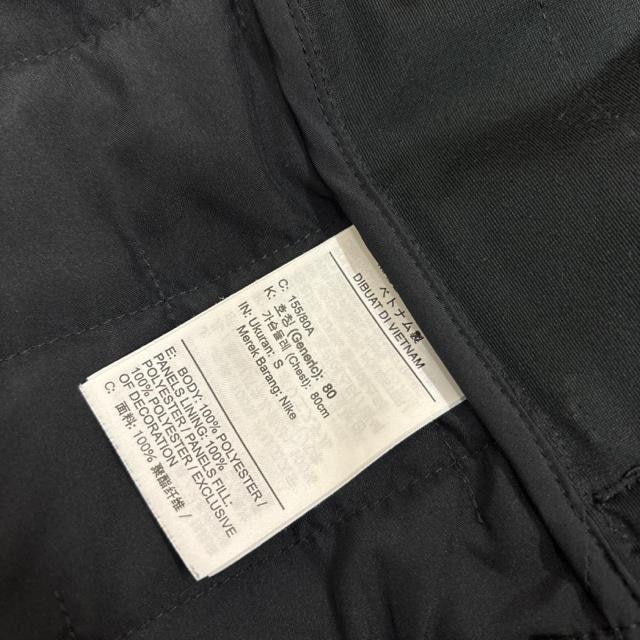 ベトナム製
DIBUAT DI VIETNAM
C: 155/80A
K: 호칭 (Generic): 80
가슴둘레 (Chest): 80cm
IN: Ukuran: S
Merek Barang: Nike
E: BODY: 100% POLYESTER /
PANELS LINING: 100%
POLYESTER / PANELS FILL:
100% POLYESTER / EXCLUSIVE
OF DECORATION
C: 面料: 100% 聚酯纤维/